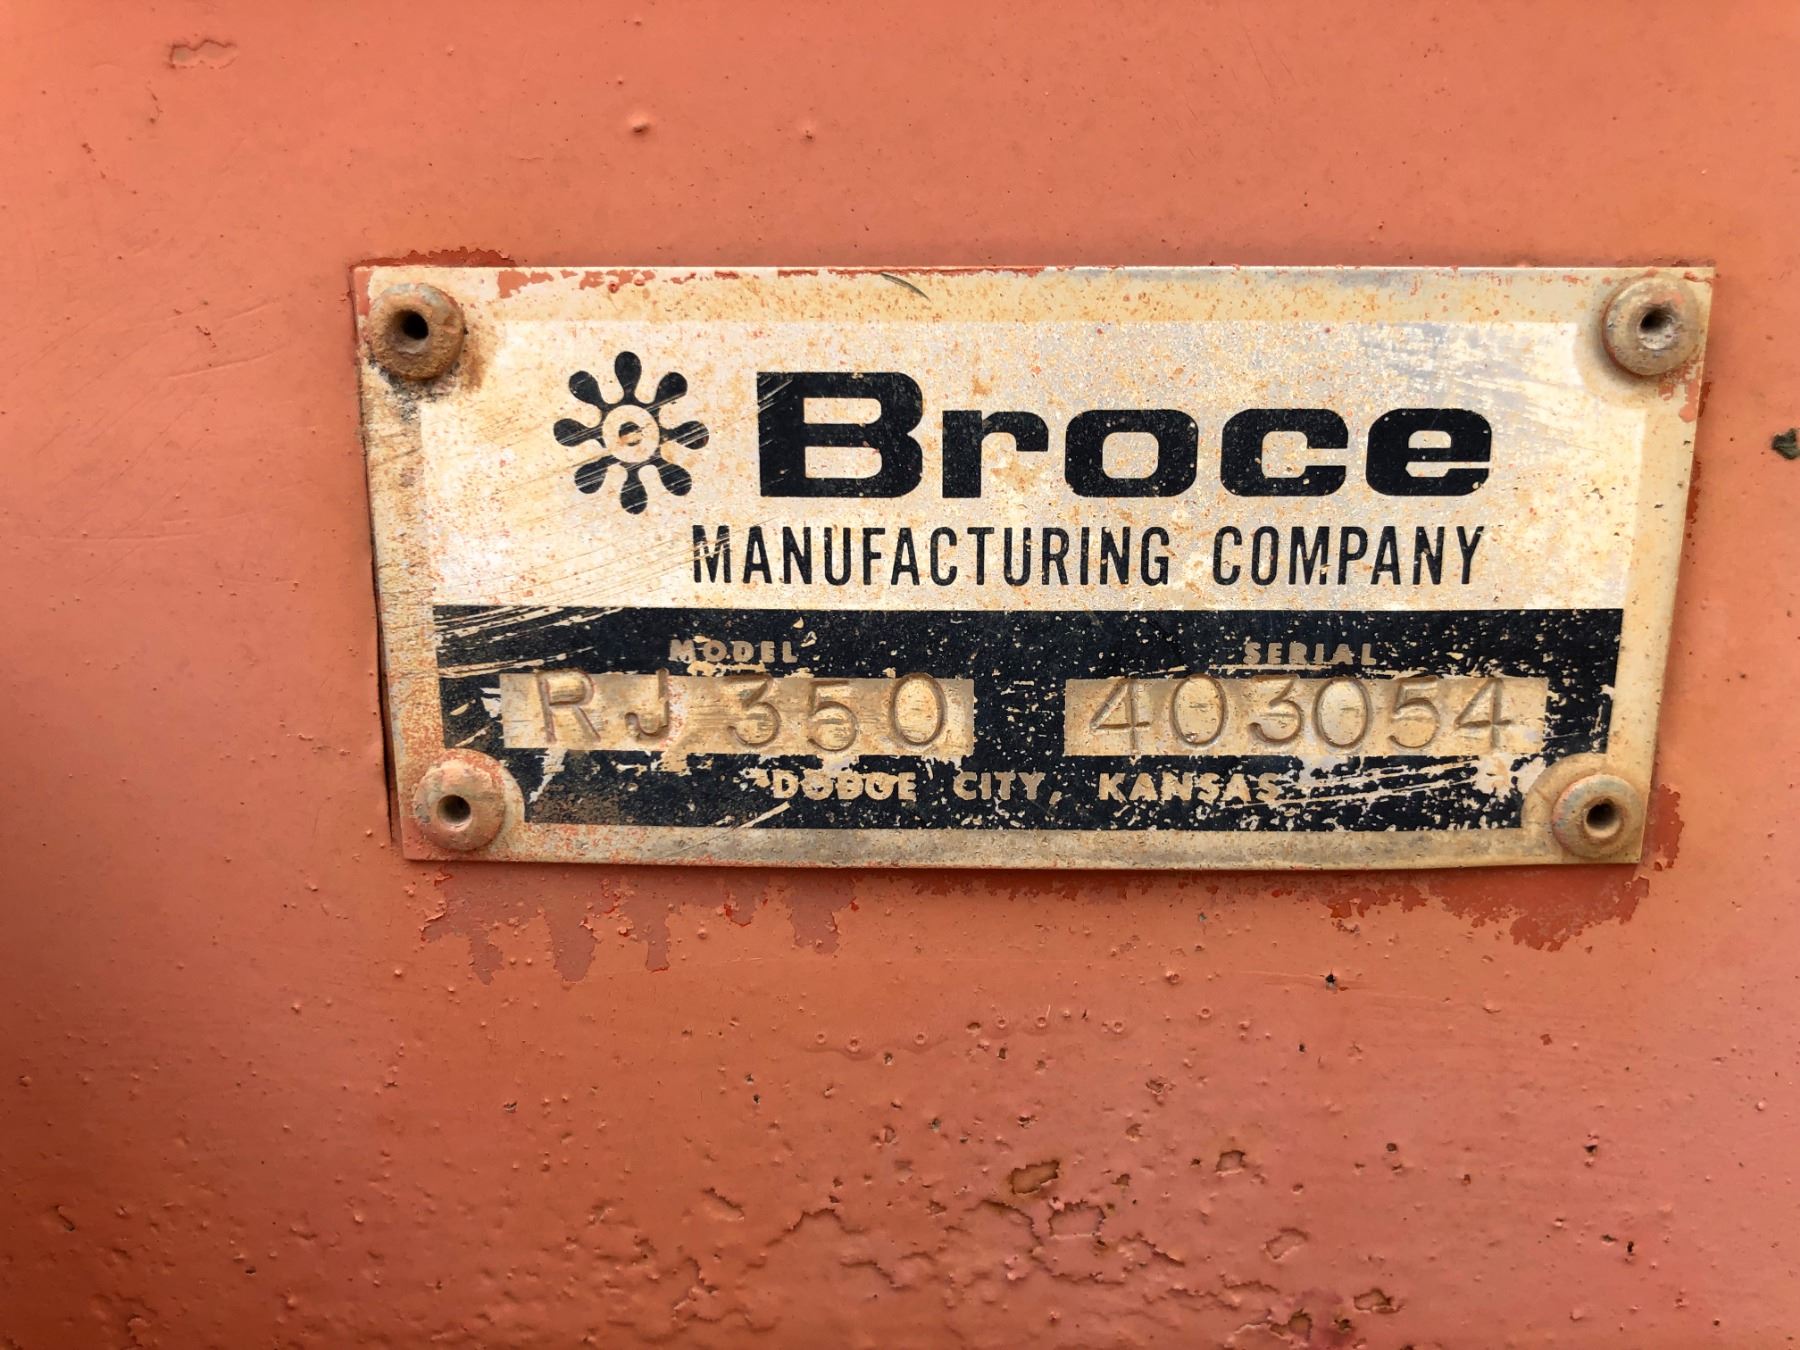 Broce
MANUFACTURING COMPANY
MODEL SERIAL
RJ 350 403054
DODGE CITY, KANSAS